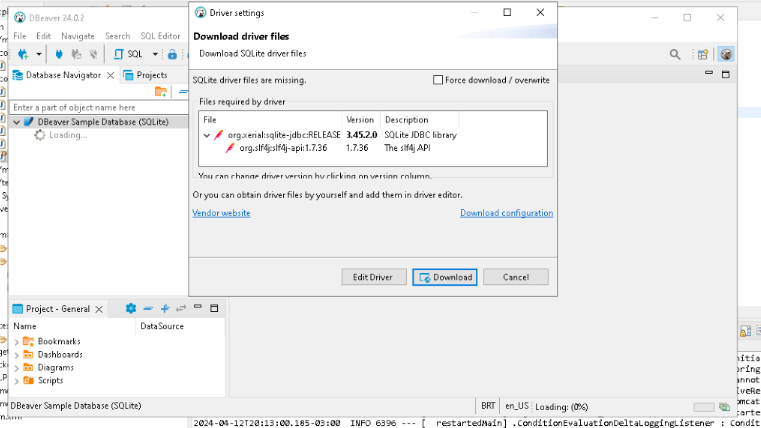 DBeaver 24.0.2
File Edit Navigate Search SQL Editor
SQL
Database Navigator
Projects
Enter a part of object name here
DBeaver Sample Database (SQLite)
Loading...
Driver settings
Download driver files
Download SQLite driver files
SQLite driver files are missing.
Force download / overwrite
Files required by driver
File Version Description
org.xerial:sqlite-jdbc:RELEASE 3.45.2.0 SQLite JDBC library
org.slf4j:slf4j-api:1.7.36 1.7.36 The slf4j API
You can change driver version by clicking on version column.
Or you can obtain driver files by yourself and add them in driver editor.
Vendor website Download configuration
Edit Driver Download Cancel
Project - General
Name DataSource
Bookmarks
Dashboards
Diagrams
Scripts
DBeaver Sample Database (SQLite) BRT en_US Loading: (0%)
2024-04-12T20:13:00.185-03:00 INFO 6396 --- [ restartedMain] .ConditionEvaluationDeltaLoggingListener : Condit